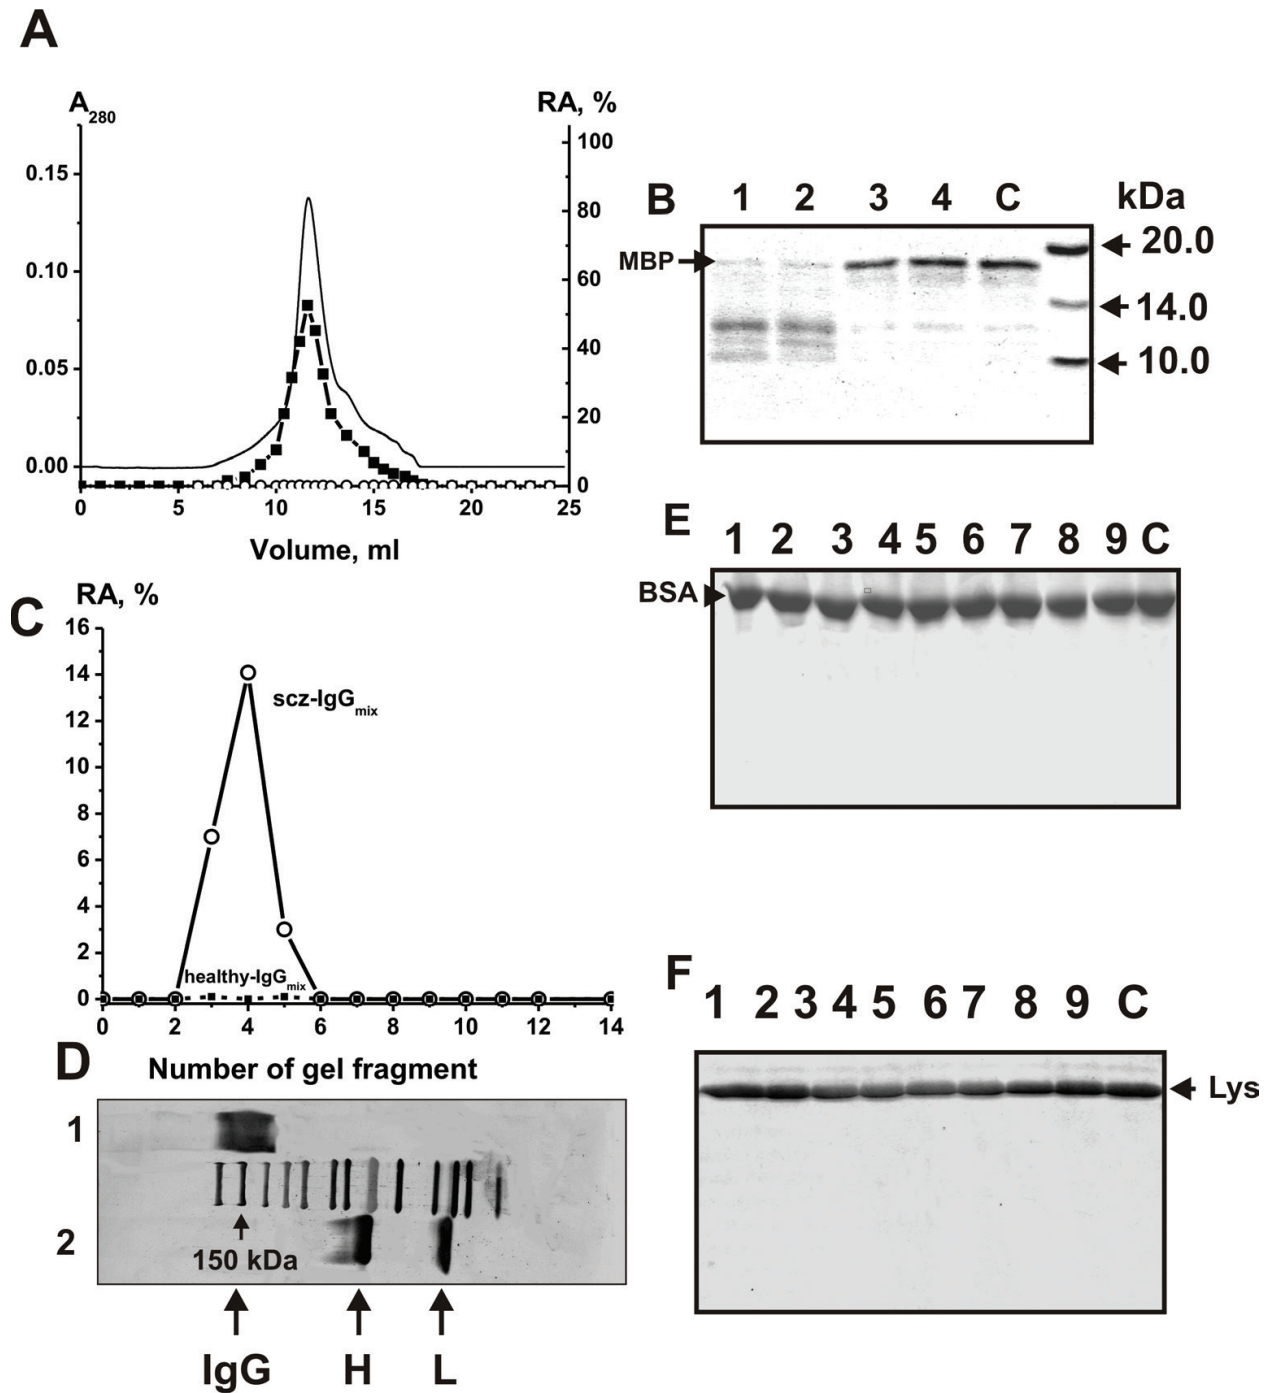 A
A280 RA, %
100
0.15
80
0.10
60
40
0.05
20
0.00
0
0 5 10 15 20 25
Volume, ml
B
1 2 3 4 C kDa
20.0
MBP
14.0
10.0
E
1 2 3 4 5 6 7 8 9 C
BSA
C
RA, %
16
14
scz-IgGmix
12
10
8
6
4
2
healthy-IgGmix
0
0 2 4 6 8 10 12 14
Number of gel fragment
F
1 2 3 4 5 6 7 8 9 C
Lys
D
1
2
150 kDa
IgG H L